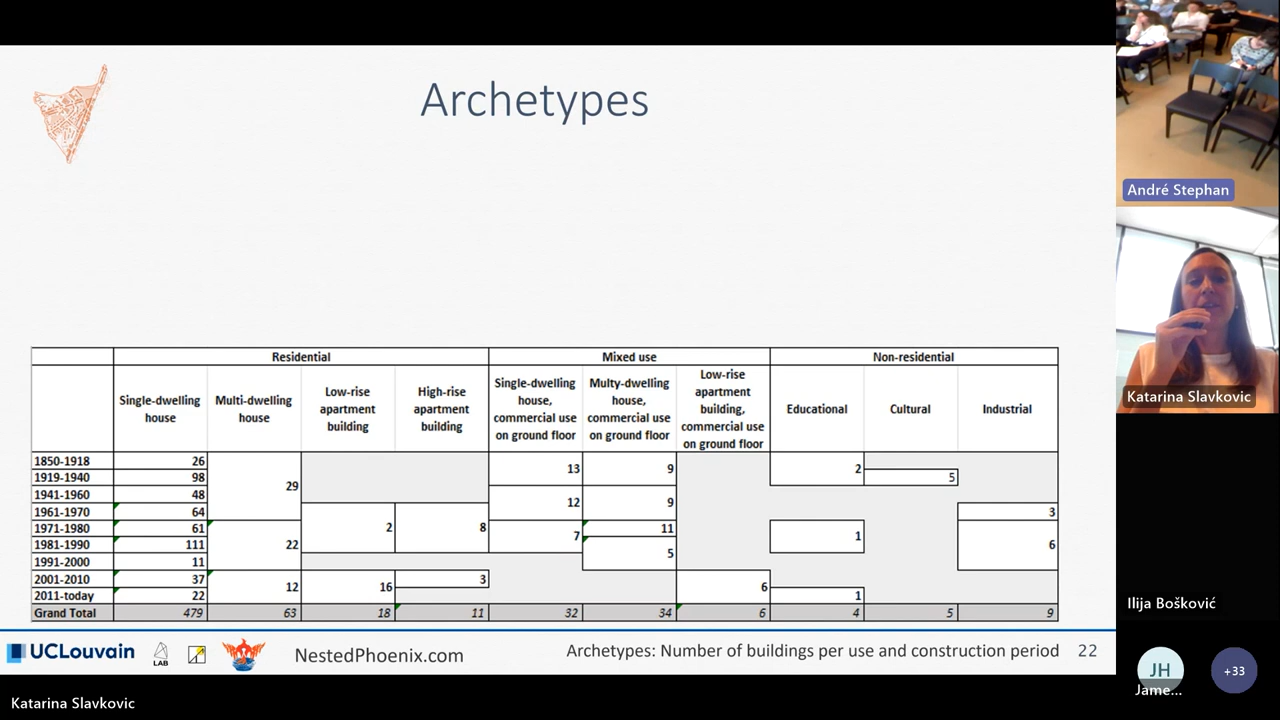 Archetypes
Residential Mixed use Non-residential
Single-dwelling house Multi-dwelling house Low-rise apartment building High-rise apartment building Single-dwelling house, commercial use on ground floor Multy-dwelling house, commercial use on ground floor Low-rise apartment building, commercial use on ground floor Educational Cultural Industrial
1850-1918 26 13 9 2
1919-1940 98 5
1941-1960 48 29 12 9
1961-1970 64 3
1971-1980 61 2 8 7 11 1
1981-1990 111 22 5 6
1991-2000 11
2001-2010 37 12 16 3 6
2011-today 22 1
Grand Total 479 63 18 11 32 34 6 4 5 9
UCLouvain LAB NestedPhoenix.com Archetypes: Number of buildings per use and construction period 22
Katarina Slavkovic
André Stephan
Katarina Slavkovic
Ilija Bošković
JH
Jame...
+33